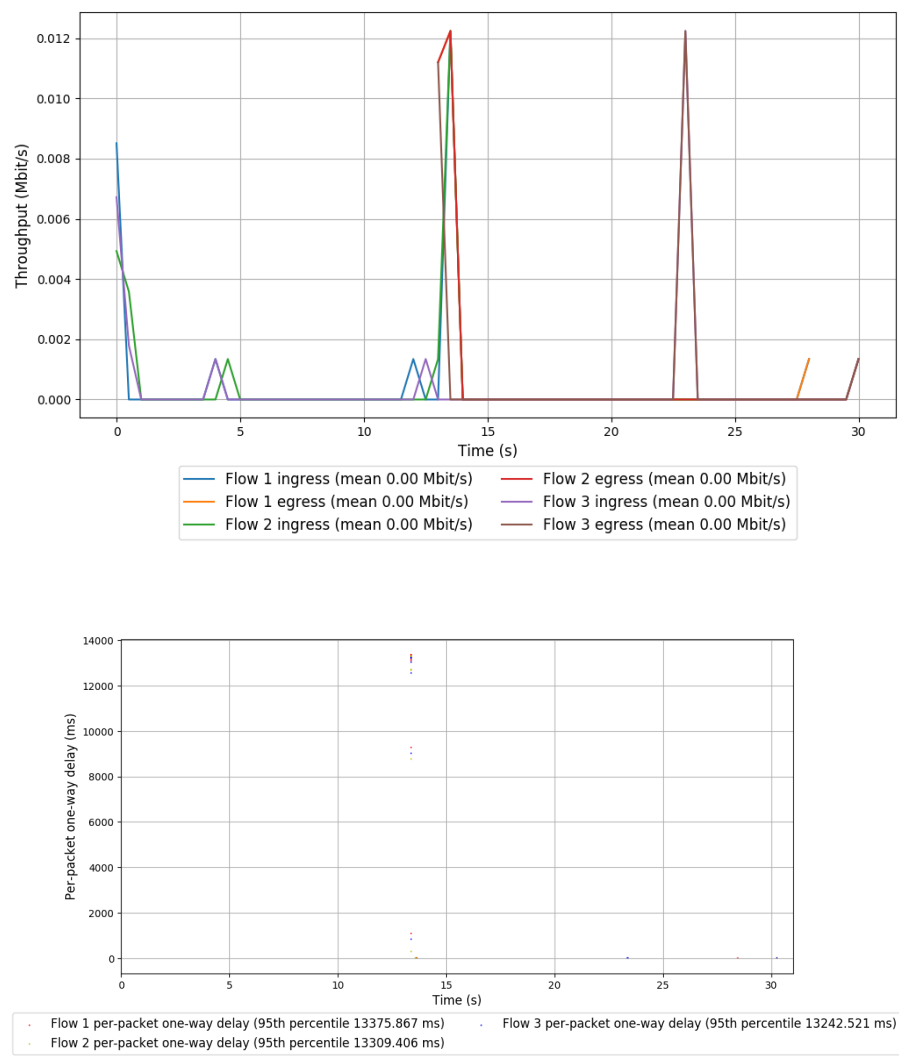 0.012
0.010
0.008
0.006
0.004
0.002
0.000
Throughput (Mbit/s)
0 5 10 15 20 25 30
Time (s)
Flow 1 ingress (mean 0.00 Mbit/s) Flow 2 egress (mean 0.00 Mbit/s)
Flow 1 egress (mean 0.00 Mbit/s) Flow 3 ingress (mean 0.00 Mbit/s)
Flow 2 ingress (mean 0.00 Mbit/s) Flow 3 egress (mean 0.00 Mbit/s)
14000
12000
10000
8000
6000
4000
2000
0
Per-packet one-way delay (ms)
0 5 10 15 20 25 30
Time (s)
Flow 1 per-packet one-way delay (95th percentile 13375.867 ms) Flow 3 per-packet one-way delay (95th percentile 13242.521 ms)
Flow 2 per-packet one-way delay (95th percentile 13309.406 ms)